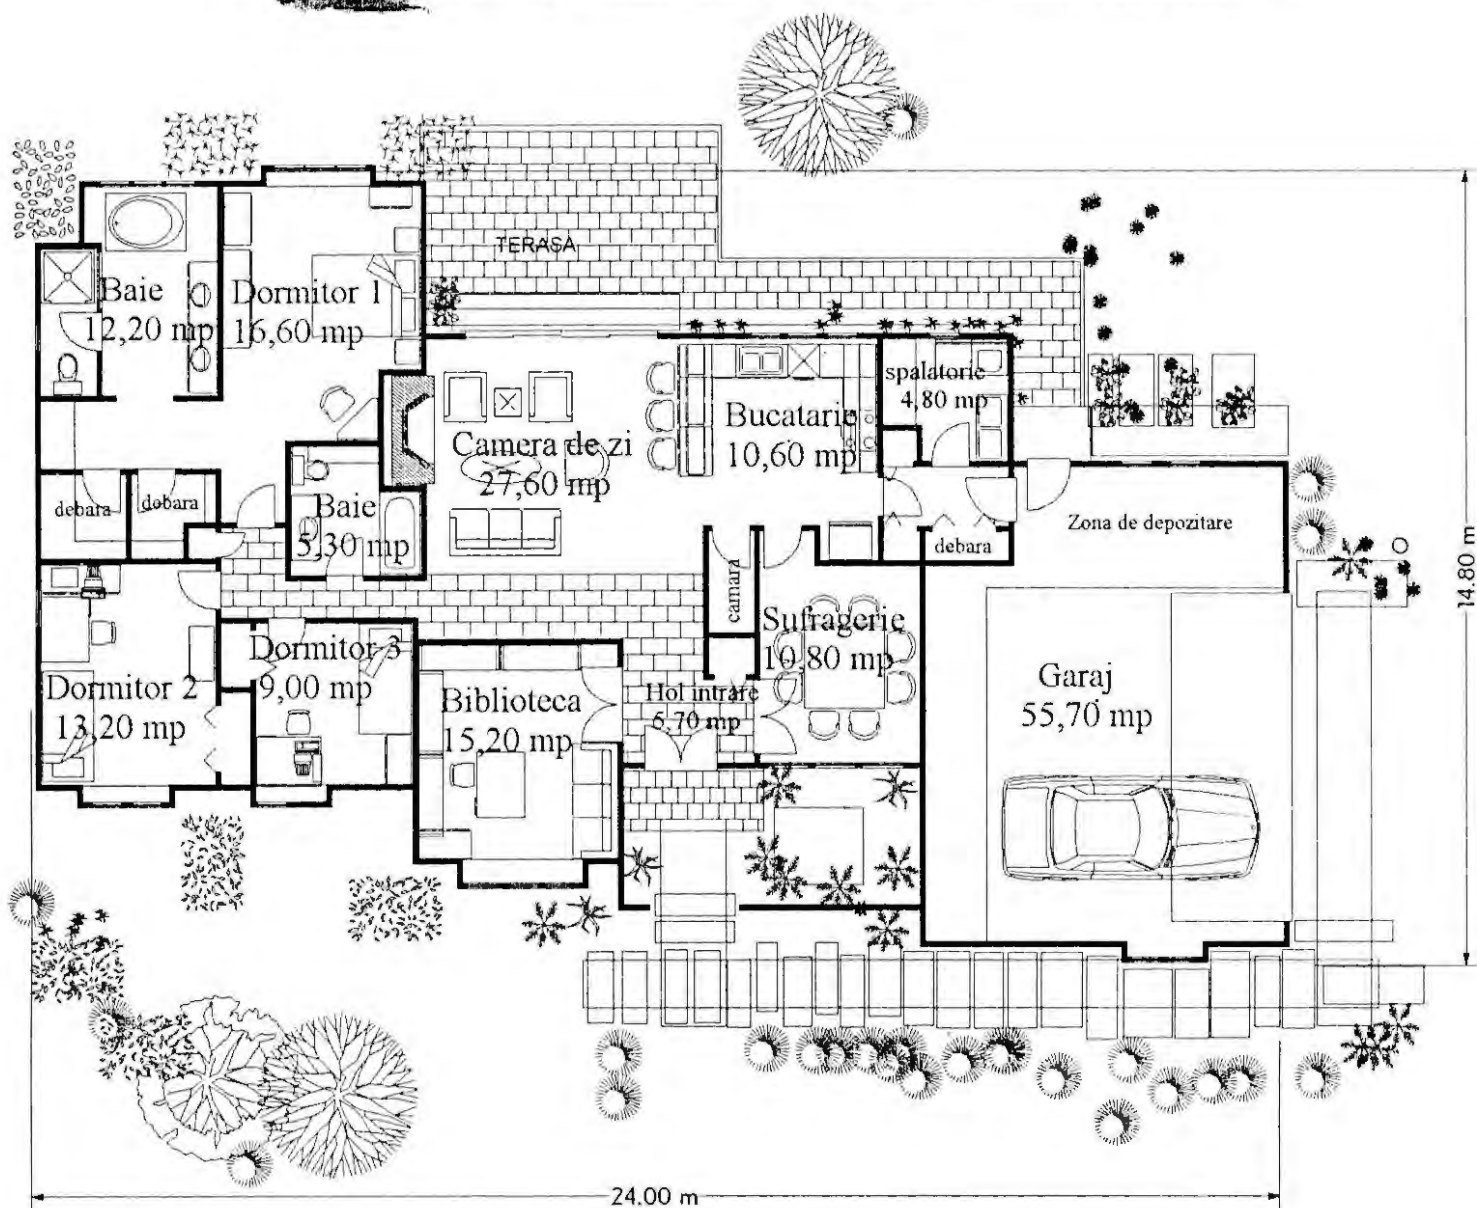 TERASA
Baie
12,20 mp
Dormitor 1
16,60 mp
spalatorie
4,80 mp
Bucatarie
10,60 mp
Camera de zi
27,60 mp
debara
debara
Baie
5,30 mp
Zona de depozitare
debara
camara
14.80 m
Sufragerie
10,80 mp
Dormitor 3
9,00 mp
Dormitor 2
13,20 mp
Biblioteca
15,20 mp
Hol intrare
6,70 mp
Garaj
55,70 mp
24.00 m